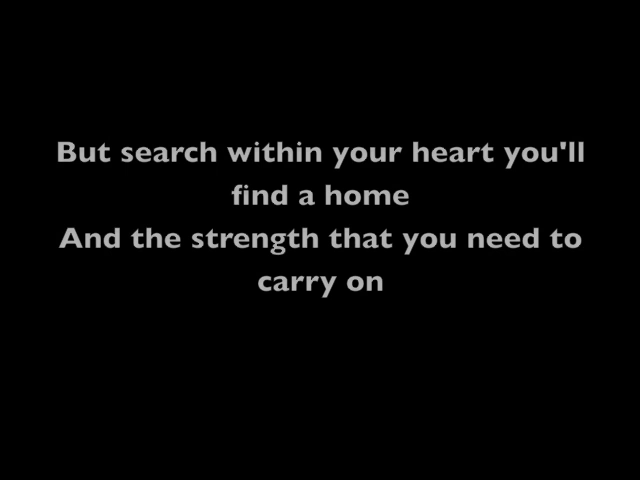 But search within your heart you'll
find a home
And the strength that you need to
carry on